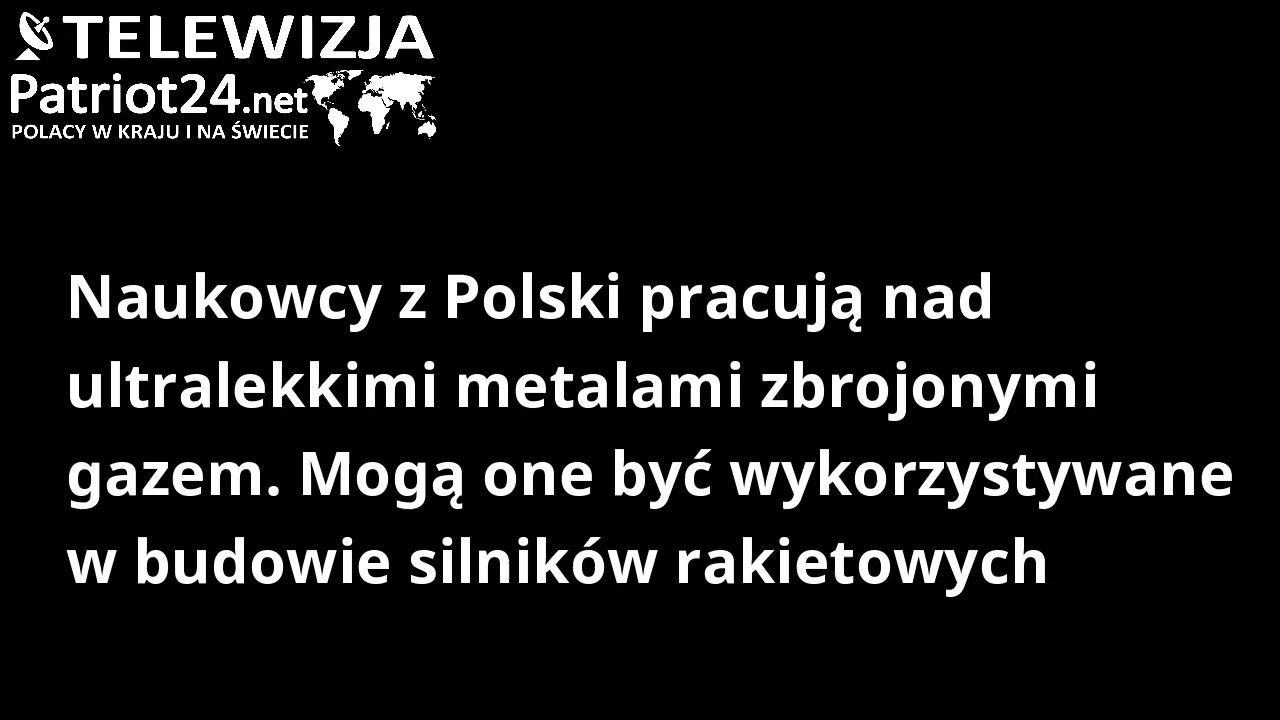 TELEWIZJA
Patriot24.net
POLACY W KRAJU I NA ŚWIECIE
Naukowcy z Polski pracują nad
ultralekkimi metalami zbrojonymi
gazem. Mogą one być wykorzystywane
w budowie silników rakietowych